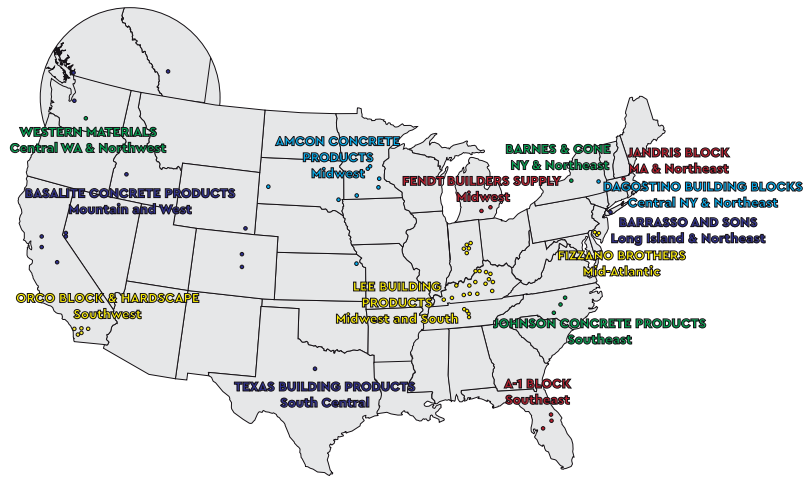 WESTERN MATERIALS
Central WA & Northwest
AMCON CONCRETE
PRODUCTS
Midwest
BARNES & CONE
NY & Northeast
JANDRIS BLOCK
MA & Northeast
FENDT BUILDERS SUPPLY
Midwest
DAGOSTINO BUILDING BLOCKS
Central NY & Northeast
BASALITE CONCRETE PRODUCTS
Mountain and West
BARRASSO AND SONS
Long Island & Northeast
FIZZANO BROTHERS
Mid-Atlantic
ORCO BLOCK & HARDSCAPE
Southwest
LEE BUILDING
PRODUCTS
Midwest and South
JOHNSON CONCRETE PRODUCTS
Southeast
TEXAS BUILDING PRODUCTS
South Central
A-1 BLOCK
Southeast